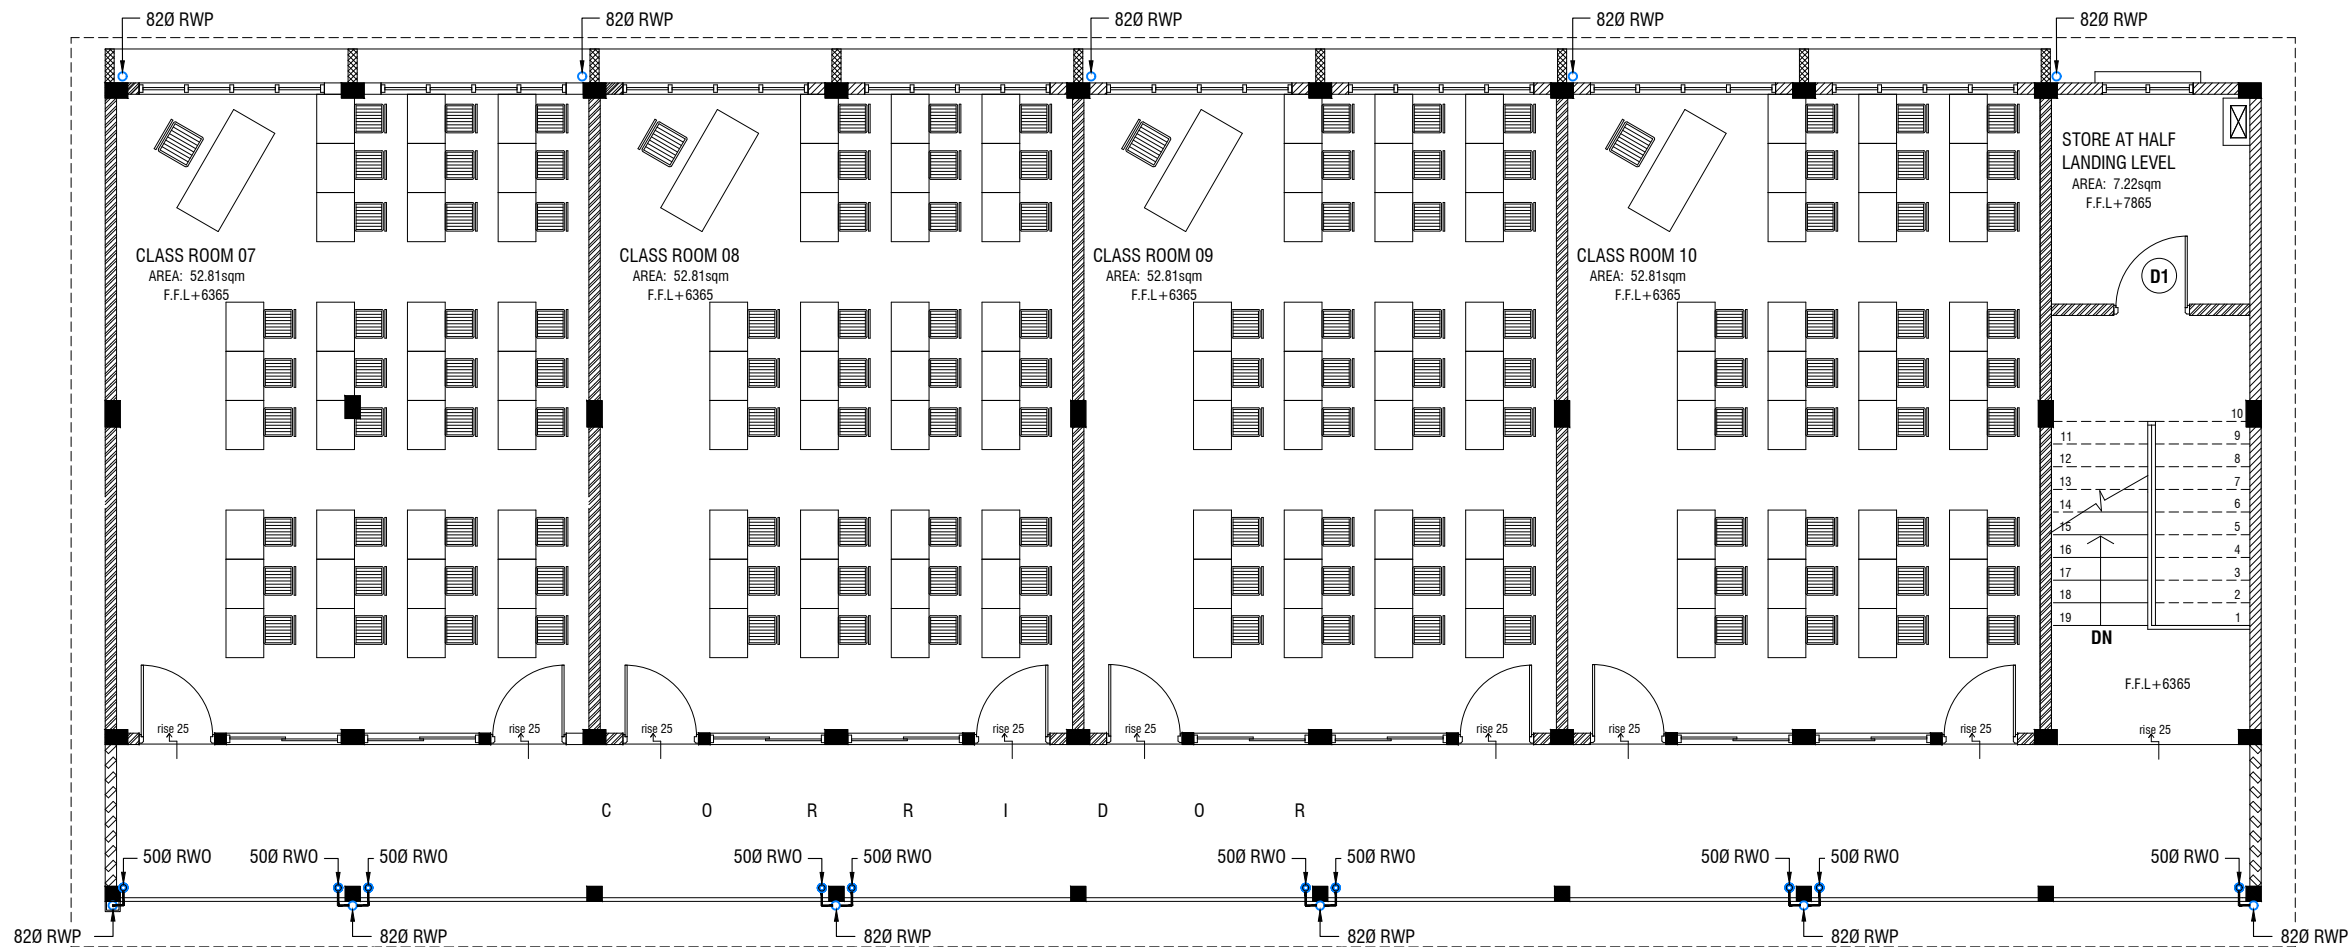 82Ø RWP
82Ø RWP
82Ø RWP
82Ø RWP
82Ø RWP
STORE AT HALF
LANDING LEVEL
AREA: 7.22sqm
F.F.L+7865
CLASS ROOM 07
AREA: 52.81sqm
F.F.L+6365
CLASS ROOM 08
AREA: 52.81sqm
F.F.L+6365
CLASS ROOM 09
AREA: 52.81sqm
F.F.L+6365
CLASS ROOM 10
AREA: 52.81sqm
F.F.L+6365
D1
10
11
9
12
8
13
7
14
6
15
5
16
4
17
3
18
2
19
1
DN
F.F.L+6365
rise 25
rise 25
rise 25
rise 25
rise 25
rise 25
rise 25
rise 25
rise 25
C O R R I D O R
50Ø RWO
50Ø RWO
50Ø RWO
50Ø RWO
50Ø RWO
50Ø RWO
50Ø RWO
50Ø RWO
50Ø RWO
50Ø RWO
82Ø RWP
82Ø RWP
82Ø RWP
82Ø RWP
82Ø RWP
82Ø RWP